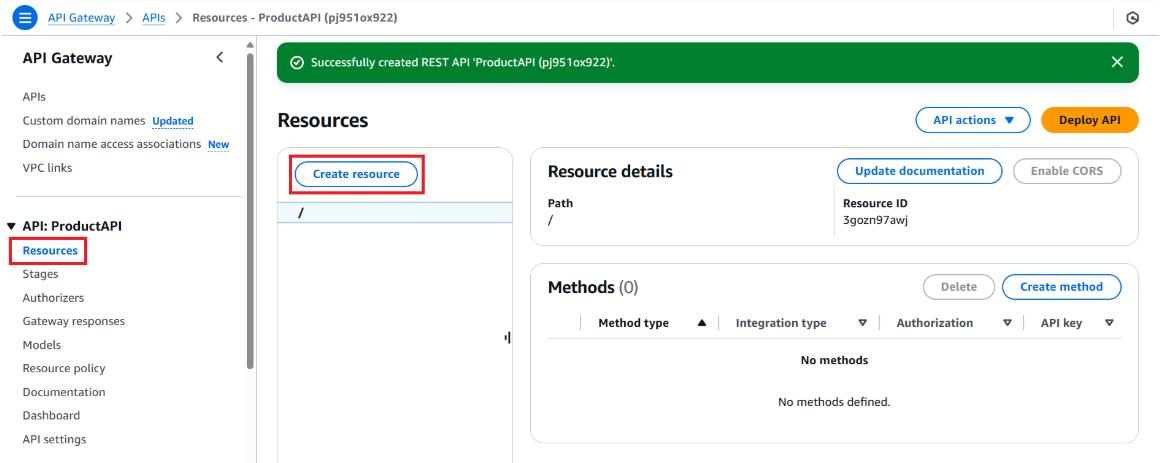 API Gateway > APIs > Resources - ProductAPI (pj951ox922)
API Gateway
APIs
Custom domain names Updated
Domain name access associations New
VPC links
API: ProductAPI
Resources
Stages
Authorizers
Gateway responses
Models
Resource policy
Documentation
Dashboard
API settings
Successfully created REST API 'ProductAPI (pj951ox922)'.
Resources
API actions
Deploy API
Create resource
/
Resource details
Update documentation
Enable CORS
Path
/
Resource ID
3gozn97awj
Methods (0)
Delete
Create method
Method type
Integration type
Authorization
API key
No methods
No methods defined.